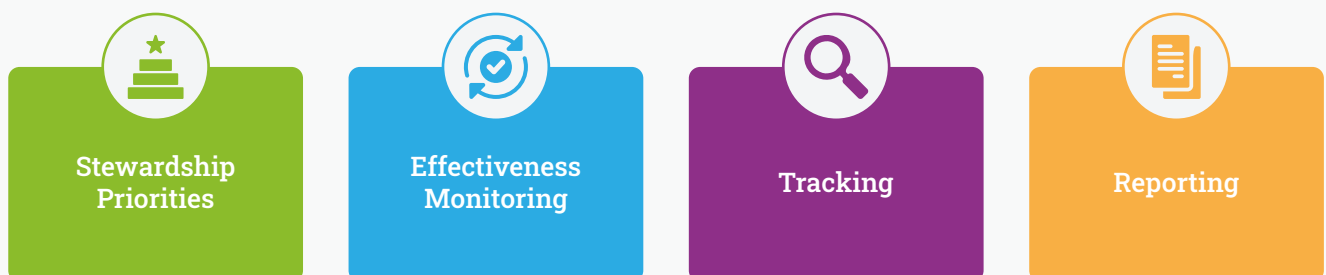 Stewardship
Priorities
Effectiveness
Monitoring
Tracking
Reporting